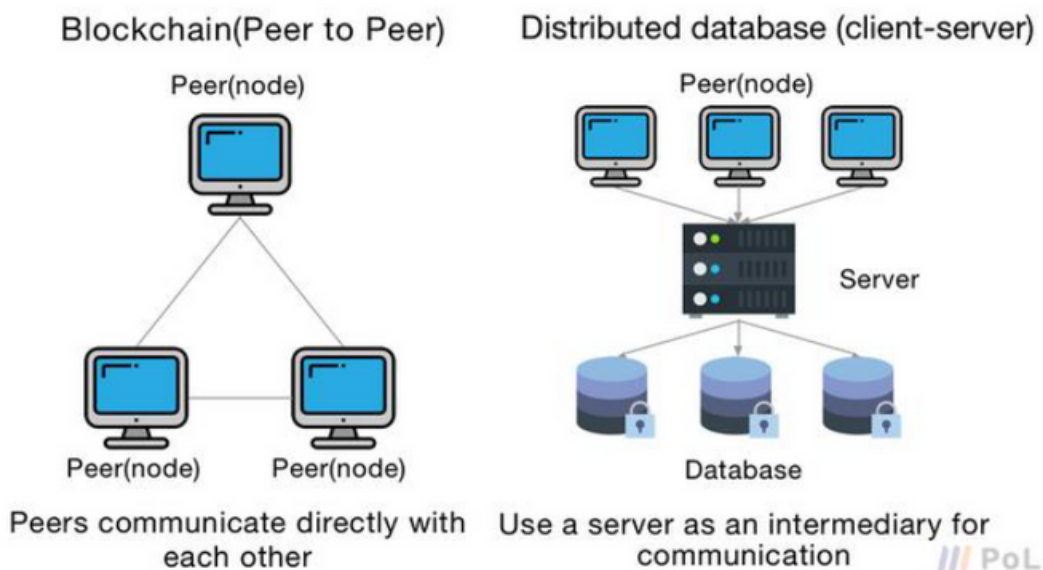 Blockchain(Peer to Peer)
Peer(node)
Peer(node)
Peer(node)
Peers communicate directly with
each other
Distributed database (client-server)
Peer(node)
Server
Database
Use a server as an intermediary for
communication
PoL